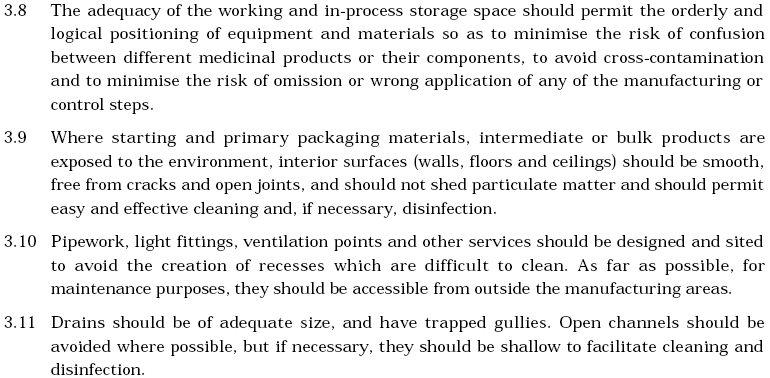 3.8 The adequacy of the working and in-process storage space should permit the orderly and
logical positioning of equipment and materials so as to minimise the risk of confusion
between different medicinal products or their components, to avoid cross-contamination
and to minimise the risk of omission or wrong application of any of the manufacturing or
control steps.
3.9 Where starting and primary packaging materials, intermediate or bulk products are
exposed to the environment, interior surfaces (walls, floors and ceilings) should be smooth,
free from cracks and open joints, and should not shed particulate matter and should permit
easy and effective cleaning and, if necessary, disinfection.
3.10 Pipework, light fittings, ventilation points and other services should be designed and sited
to avoid the creation of recesses which are difficult to clean. As far as possible, for
maintenance purposes, they should be accessible from outside the manufacturing areas.
3.11 Drains should be of adequate size, and have trapped gullies. Open channels should be
avoided where possible, but if necessary, they should be shallow to facilitate cleaning and
disinfection.